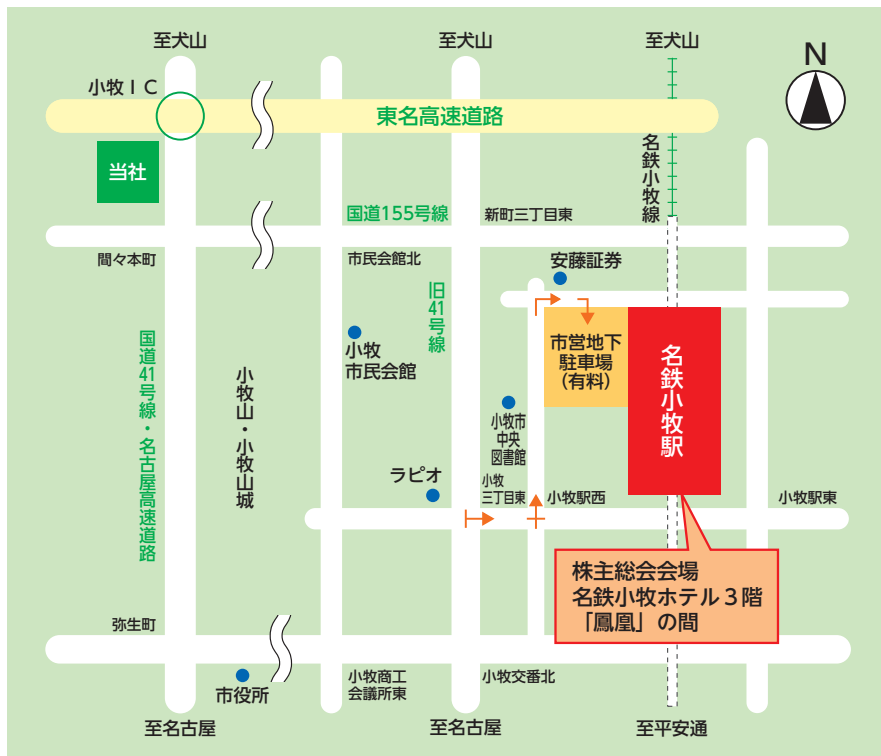 至犬山
至犬山
至犬山
N
小牧IC
東名高速道路
当社
名鉄小牧線
国道155号線
新町三丁目東
間々本町
市民会館北
安藤証券
旧41号線
国道41号線・名古屋高速道路
小牧
市民会館
市営地下
駐車場
（有料）
名鉄小牧駅
小牧山・小牧山城
小牧市
中央
図書館
ラピオ
小牧
三丁目東
小牧駅西
小牧駅東
株主総会会場
名鉄小牧ホテル３階
「鳳凰」の間
弥生町
市役所
小牧商工
会議所東
小牧交番北
至名古屋
至名古屋
至平安通